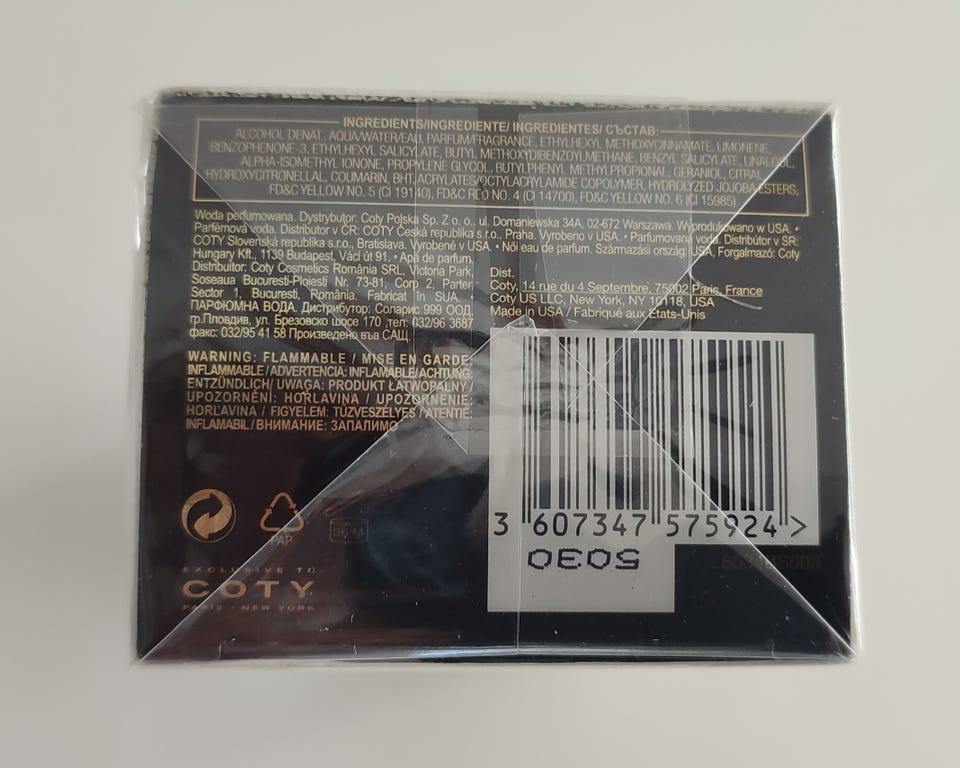 INGREDIENTS/INGREDIENTE/ INGREDIENTES/ СЪСТАВ:
ALCOHOL DENAT., AQUA/WATER/EAU, PARFUM/FRAGRANCE, ETHYLHEXYL METHOXYCINNAMATE, LIMONENE,
BENZOPHENONE-3, ETHYLHEXYL SALICYLATE, BUTYL METHOXYDIBENZOYLMETHANE, BENZYL SALICYLATE, LINALOOL,
ALPHA-ISOMETHYL IONONE, PROPYLENE GLYCOL, BUTYLPHENYL METHYLPROPIONAL, GERANIOL, CITRAL,
HYDROXYCITRONELLAL, COUMARIN, BHT, ACRYLATES/OCTYLACRYLAMIDE COPOLYMER, HYDROLYZED JOJOBA ESTERS,
FD&C YELLOW NO. 5 (CI 19140), FD&C RED NO. 4 (CI 14700), FD&C YELLOW NO. 6 (CI 15985).
Woda perfumowana. Dystrybutor: Coty Polska Sp. Z o. o., ul. Domaniewska 34A, 02-672 Warszawa. Wyprodukowano w USA. •
Parfémová voda. Distributor v ČR: COTY Česká republika s.r.o., Praha. Vyrobeno v USA. • Parfumovaná voda. Distribútor v SR:
COTY Slovenská republika s.r.o., Bratislava. Vyrobené v USA. • Női eau de parfum. Származási ország: USA, Forgalmazó: Coty
Hungary Kft., 1139 Budapest, Váci út 91. • Apă de parfum.
Distribuitor: Coty Cosmetics România SRL, Victoria Park,
Soseaua Bucuresti-Ploiesti Nr. 73-81, Corp 2, Parter,
Sector 1, Bucuresti, România. Fabricat în SUA. •
ПАРФЮМНА ВОДА. Дистрибутор: Соларис 999 ООД,
гр.Пловдив, ул. Брезовско шосе 170 ,тел: 032/96 3687
факс: 032/95 41 58 Произведено във САЩ
Dist.
Coty, 14 rue du 4 Septembre, 75002 Paris, France
Coty US LLC, New York, NY 10118, USA
Made in USA / Fabriqué aux États-Unis
WARNING: FLAMMABLE / MISE EN GARDE:
INFLAMMABLE / ADVERTENCIA: INFLAMABLE / ACHTUNG:
ENTZÜNDLICH/ UWAGA: PRODUKT ŁATWOPALNY /
UPOZORNĚNÍ: HOŘLAVINA / UPOZORNENIE:
HORĽAVINA / FIGYELEM: TŰZVESZÉLYES / ATENȚIE:
INFLAMABIL / ВНИМАНИЕ: ЗАПАЛИМО
PAP
36 M
3 607347 575924 >
5030
EXCLUSIVE TO
COTY
PARIS - NEW YORK